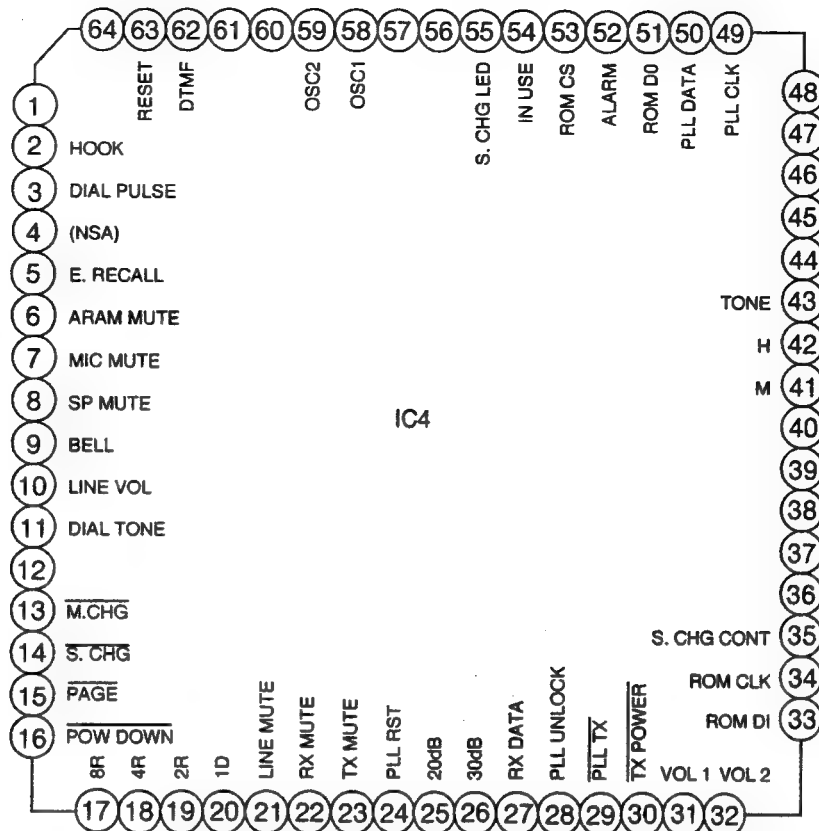 64 63 62 61 60 59 58 57 56 55 54 53 52 51 50 49
RESET
DTMF
OSC2
OSC1
S. CHG LED
IN USE
ROM CS
ALARM
ROM D0
PLL DATA
PLL CLK
1
2 HOOK
3 DIAL PULSE
4 (NSA)
5 E. RECALL
6 ARAM MUTE
7 MIC MUTE
8 SP MUTE
9 BELL
10 LINE VOL
11 DIAL TONE
12
13 M.CHG
14 S. CHG
15 PAGE
16 POW DOWN
IC4
48
47
46
45
44
TONE 43
H 42
M 41
40
39
38
37
36
S. CHG CONT 35
ROM CLK 34
ROM DI 33
8R
4R
2R
1D
LINE MUTE
RX MUTE
TX MUTE
PLL RST
20dB
30dB
RX DATA
PLL UNLOCK
PLL TX
TX POWER
VOL 1 VOL 2
17 18 19 20 21 22 23 24 25 26 27 28 29 30 31 32